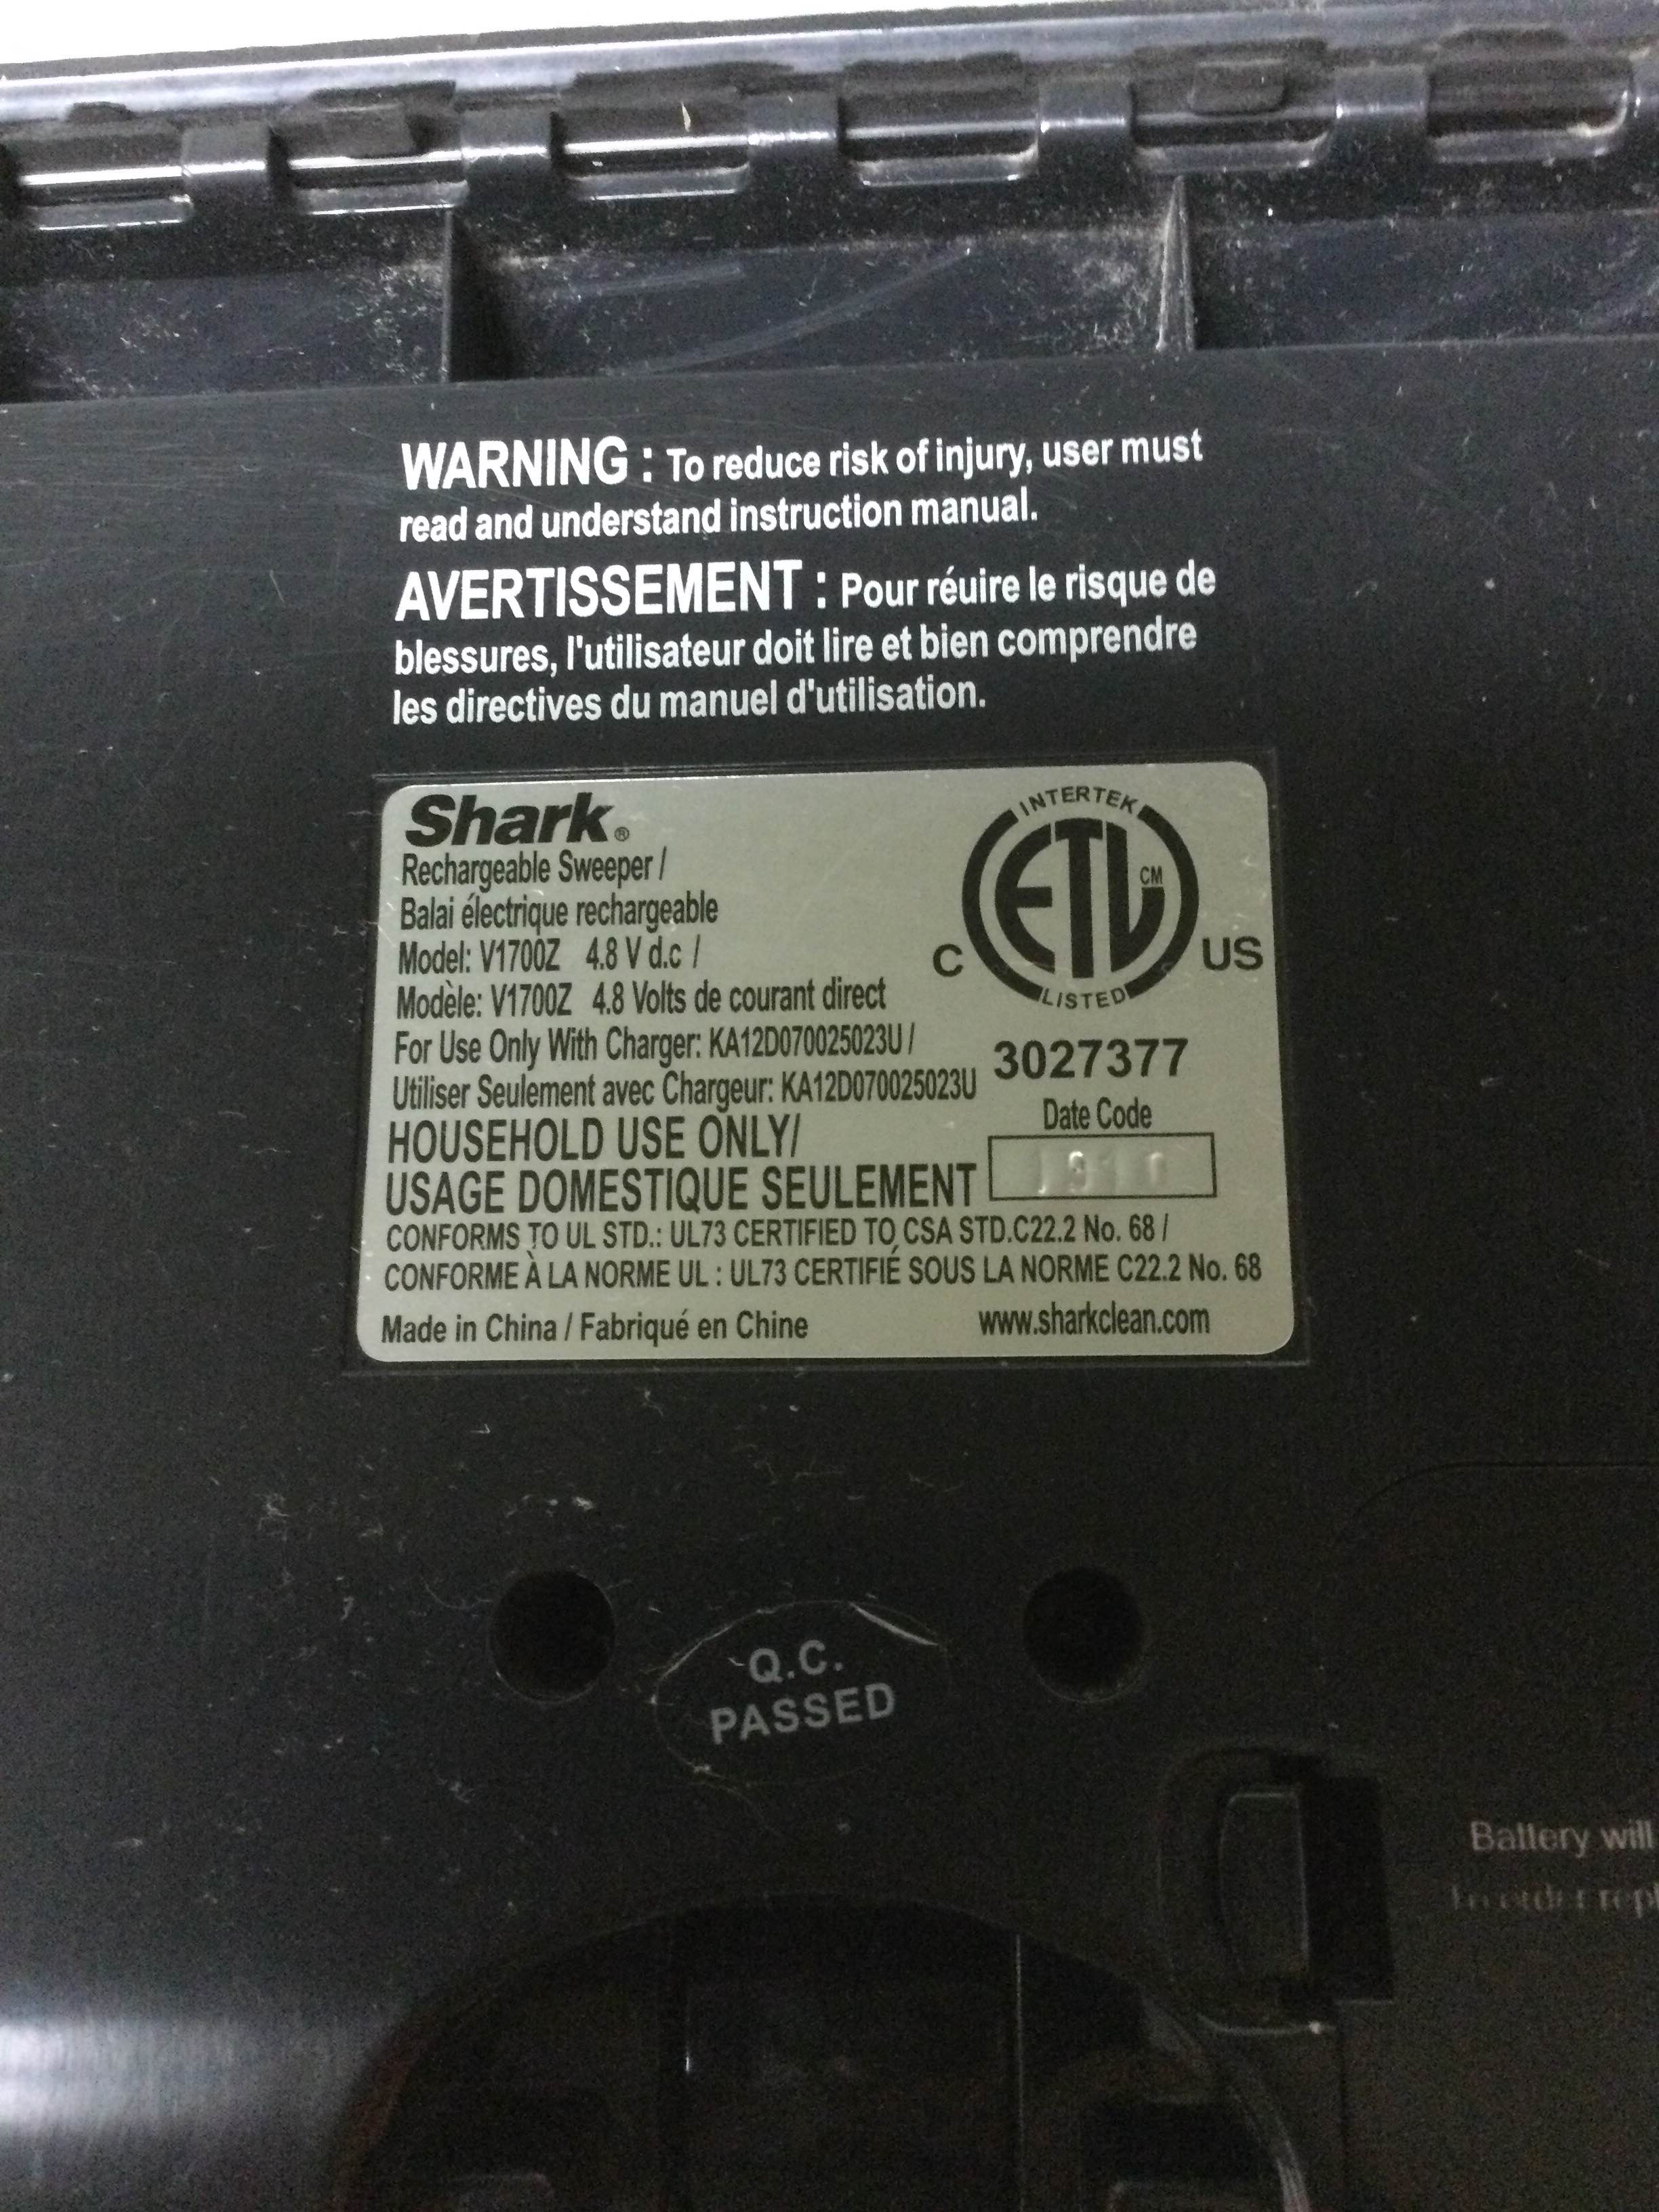 WARNING : To reduce risk of injury, user must
read and understand instruction manual.
AVERTISSEMENT : Pour réuire le risque de
blessures, l'utilisateur doit lire et bien comprendre
les directives du manuel d'utilisation.
Shark®
Rechargeable Sweeper /
Balai électrique rechargeable
Model: V1700Z 4.8 V d.c /
Modèle: V1700Z 4.8 Volts de courant direct
For Use Only With Charger: KA12D070025023U /
Utiliser Seulement avec Chargeur: KA12D070025023U
HOUSEHOLD USE ONLY/
USAGE DOMESTIQUE SEULEMENT
INTERTEK
ETL CM
C US
LISTED
3027377
Date Code
CONFORMS TO UL STD.: UL73 CERTIFIED TO CSA STD.C22.2 No. 68 /
CONFORME À LA NORME UL : UL73 CERTIFIÉ SOUS LA NORME C22.2 No. 68
Made in China / Fabriqué en Chine www.sharkclean.com
Q.C.
PASSED
Battery will